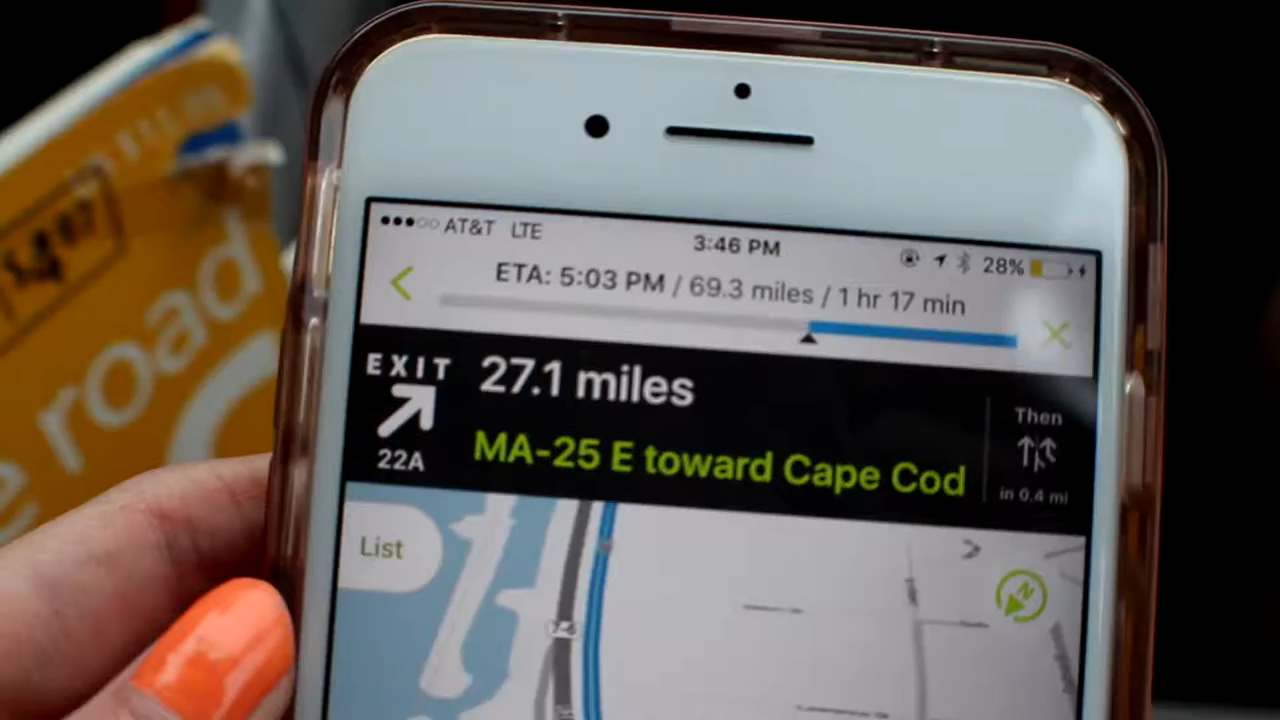 road
●●●○○ AT&T LTE
3:46 PM
28%
ETA: 5:03 PM / 69.3 miles / 1 hr 17 min
EXIT
22A
27.1 miles
MA-25 E toward Cape Cod
Then
in 0.4 mi
List
N